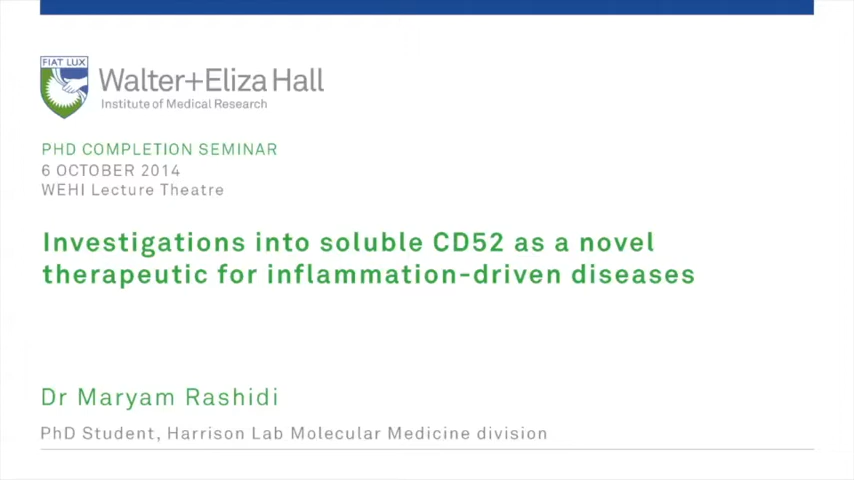 FIAT LUX
Walter+Eliza Hall
Institute of Medical Research
PHD COMPLETION SEMINAR
6 OCTOBER 2014
WEHI Lecture Theatre
Investigations into soluble CD52 as a novel
therapeutic for inflammation-driven diseases
Dr Maryam Rashidi
PhD Student, Harrison Lab Molecular Medicine division